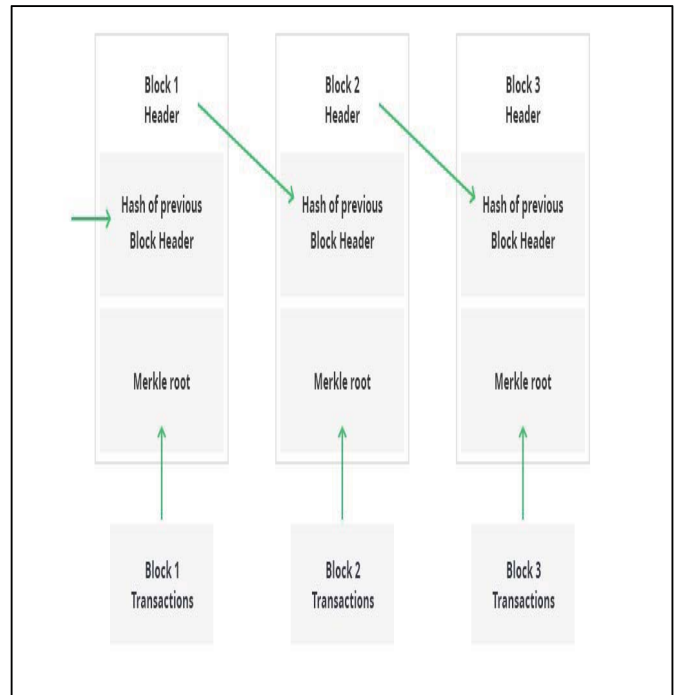 Block 1
Header
Hash of previous
Block Header
Merkle root
Block 1
Transactions
Block 2
Header
Hash of previous
Block Header
Merkle root
Block 2
Transactions
Block 3
Header
Hash of previous
Block Header
Merkle root
Block 3
Transactions